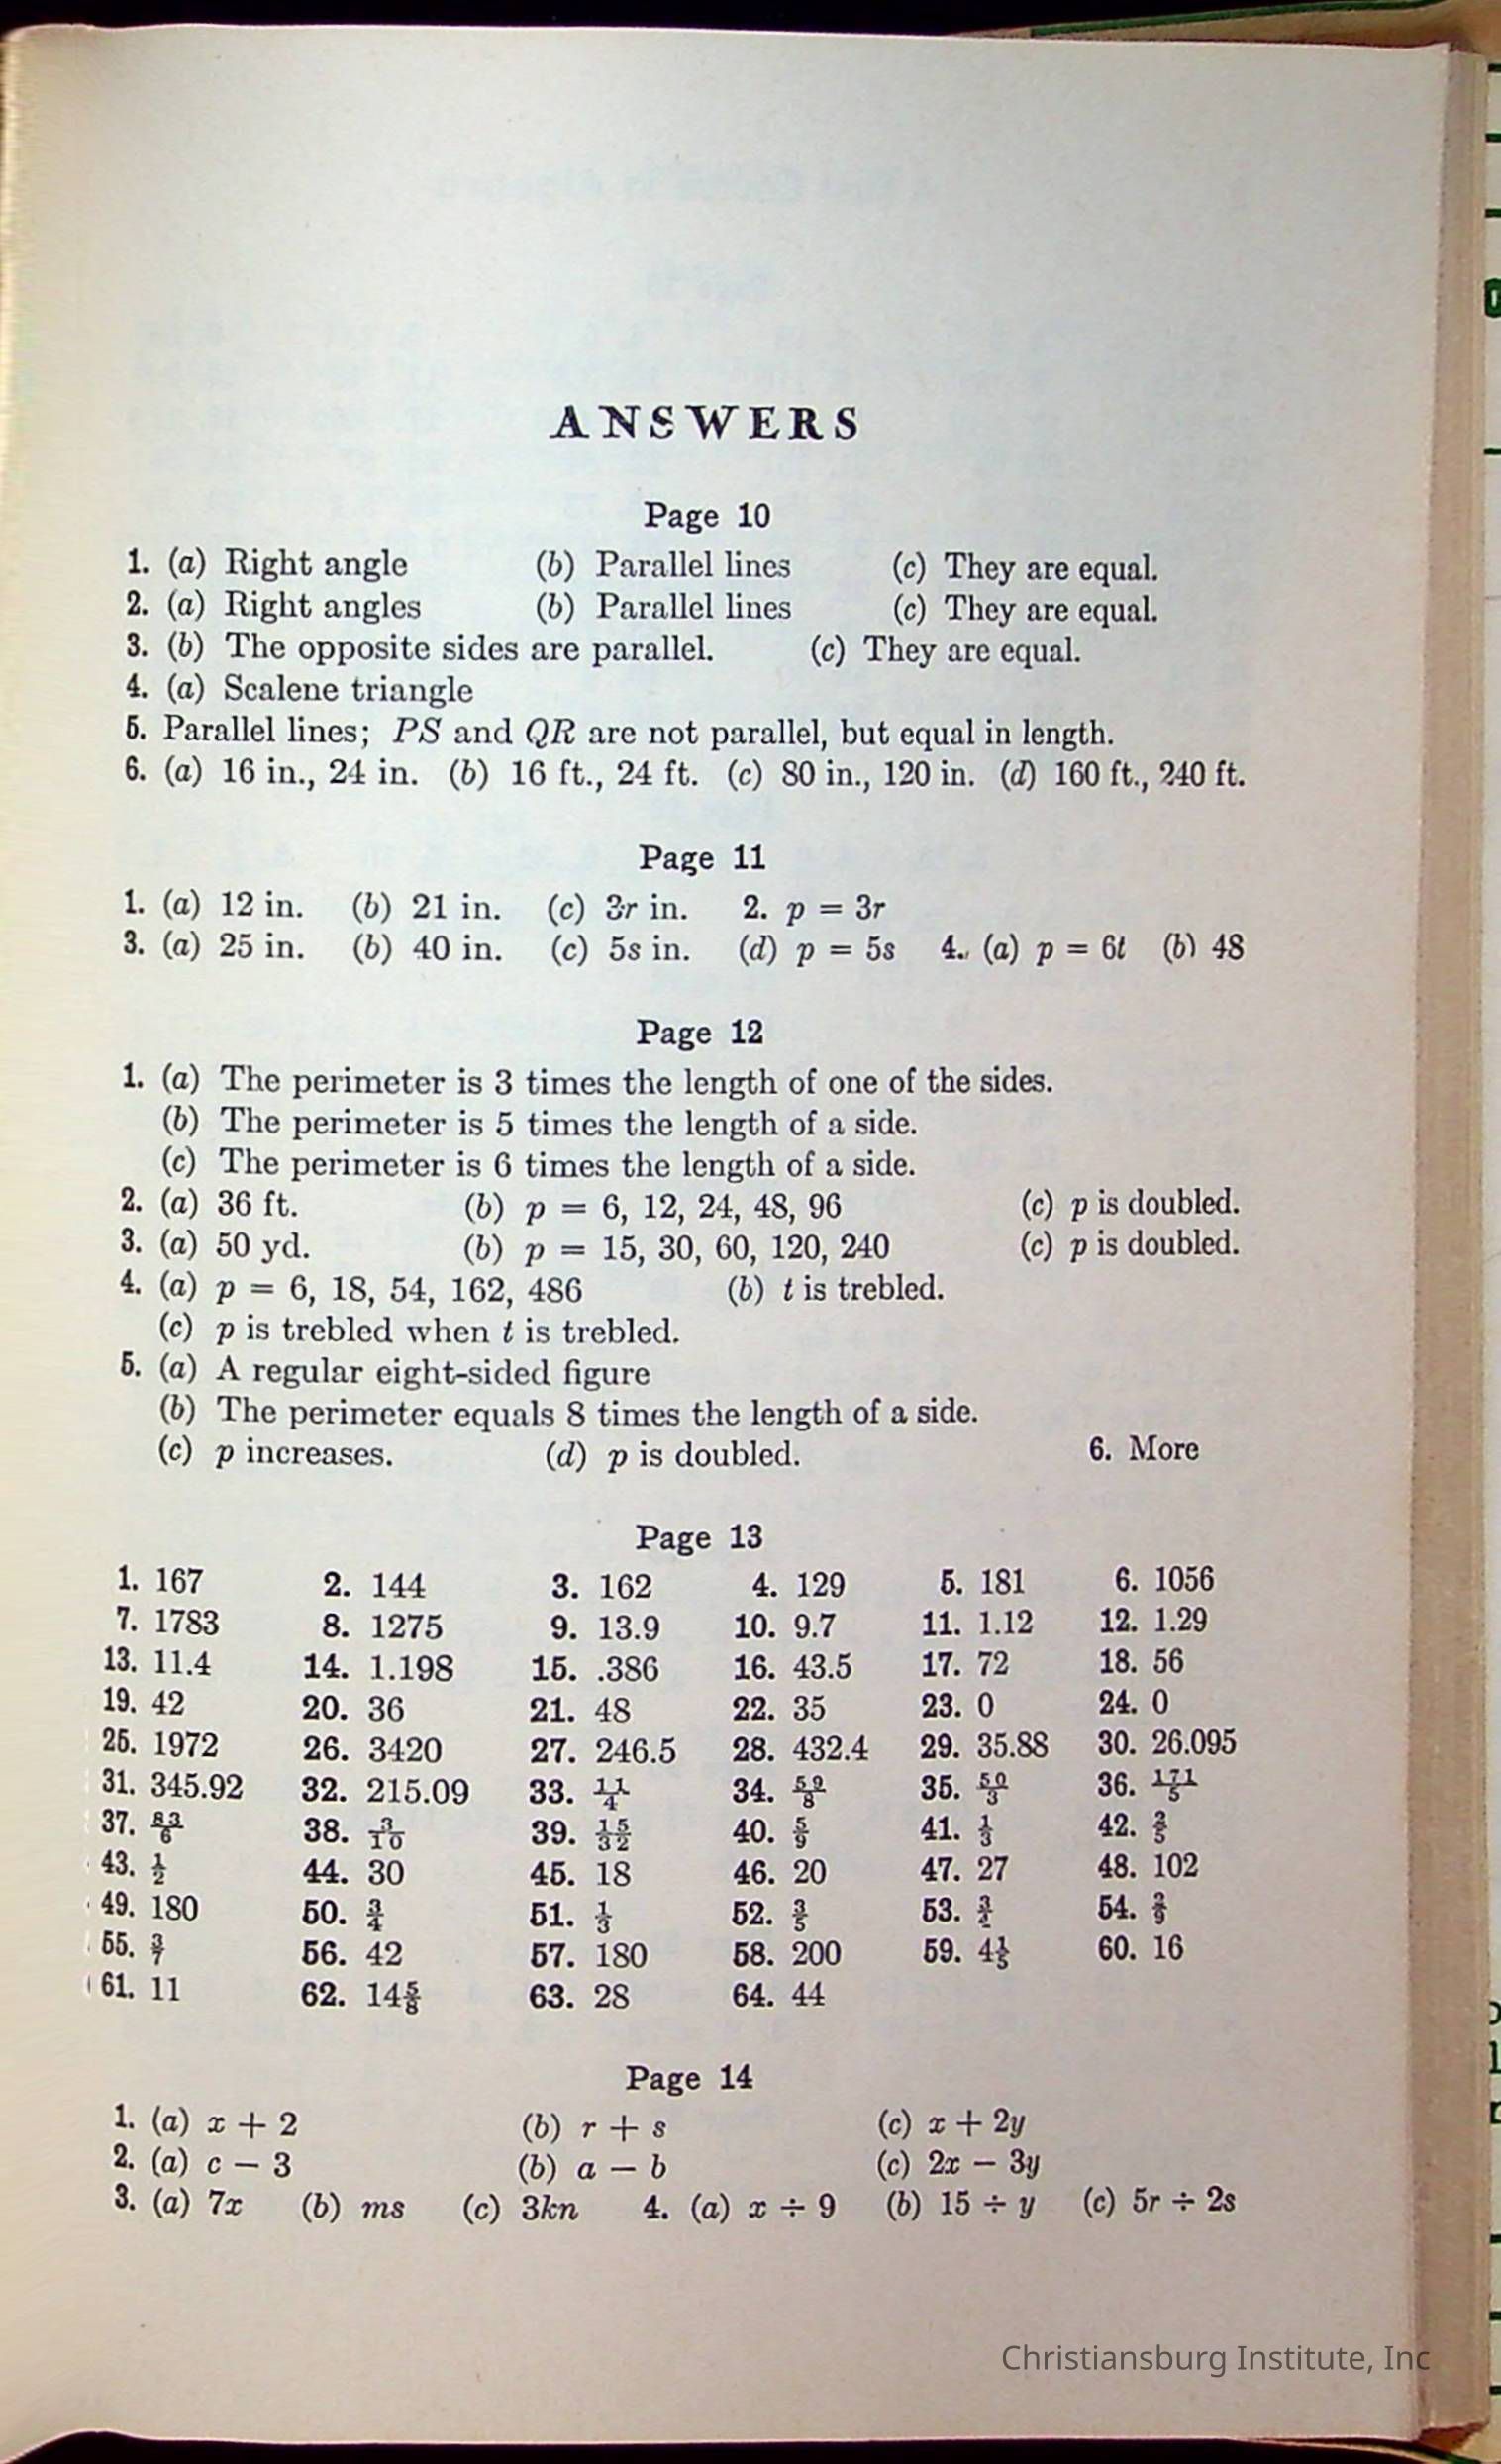 ANSWERS
Page 10
1. (a) Right angle (b) Parallel lines (c) They are equal.
2. (a) Right angles (b) Parallel lines (c) They are equal.
3. (b) The opposite sides are parallel. (c) They are equal.
4. (a) Scalene triangle
5. Parallel lines; PS and QR are not parallel, but equal in length.
6. (a) 16 in., 24 in. (b) 16 ft., 24 ft. (c) 80 in., 120 in. (d) 160 ft., 240 ft.
Page 11
1. (a) 12 in. (b) 21 in. (c) 3r in. 2. p = 3r
3. (a) 25 in. (b) 40 in. (c) 5s in. (d) p = 5s 4. (a) p = 6t (b) 48
Page 12
1. (a) The perimeter is 3 times the length of one of the sides.
(b) The perimeter is 5 times the length of a side.
(c) The perimeter is 6 times the length of a side.
2. (a) 36 ft. (b) p = 6, 12, 24, 48, 96 (c) p is doubled.
3. (a) 50 yd. (b) p = 15, 30, 60, 120, 240 (c) p is doubled.
4. (a) p = 6, 18, 54, 162, 486 (b) t is trebled.
(c) p is trebled when t is trebled.
5. (a) A regular eight-sided figure
(b) The perimeter equals 8 times the length of a side.
(c) p increases. (d) p is doubled. 6. More
Page 13
1. 167 2. 144 3. 162 4. 129 5. 181 6. 1056
7. 1783 8. 1275 9. 13.9 10. 9.7 11. 1.12 12. 1.29
13. 11.4 14. 1.198 15. .386 16. 43.5 17. 72 18. 56
19. 42 20. 36 21. 48 22. 35 23. 0 24. 0
25. 1972 26. 3420 27. 246.5 28. 432.4 29. 35.88 30. 26.095
31. 345.92 32. 215.09 33. 11/4 34. 59/8 35. 50/3 36. 171/5
37. 83/6 38. 3/10 39. 15/32 40. 5/9 41. 1/3 42. 2/5
43. 1/2 44. 30 45. 18 46. 20 47. 27 48. 102
49. 180 50. 3/4 51. 1/3 52. 3/5 53. 54. 2/9
55. 3/7 56. 42 57. 180 58. 200 59. 4 1/5 60. 16
61. 11 62. 14 5/8 63. 28 64. 44
Page 14
1. (a) x + 2 (b) r + s (c) x + 2y
2. (a) c − 3 (b) a − b (c) 2x − 3y
3. (a) 7x (b) ms (c) 3kn 4. (a) x ÷ 9 (b) 15 ÷ y (c) 5r ÷ 2s
Christiansburg Institute, Inc